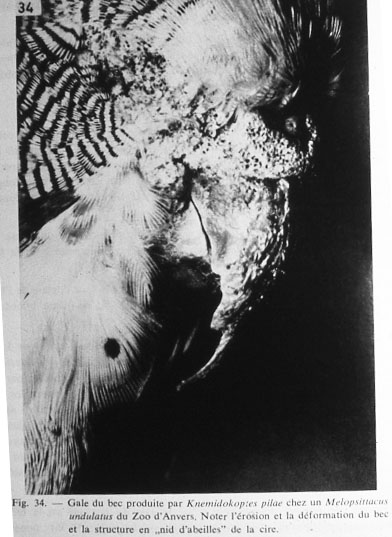 34
Fig. 34. — Gale du bec produite par Knemidokoptes pilae chez un Melopsittacus
undulatus du Zoo d'Anvers. Noter l'érosion et la déformation du bec
et la structure en „nid d'abeilles" de la cire.